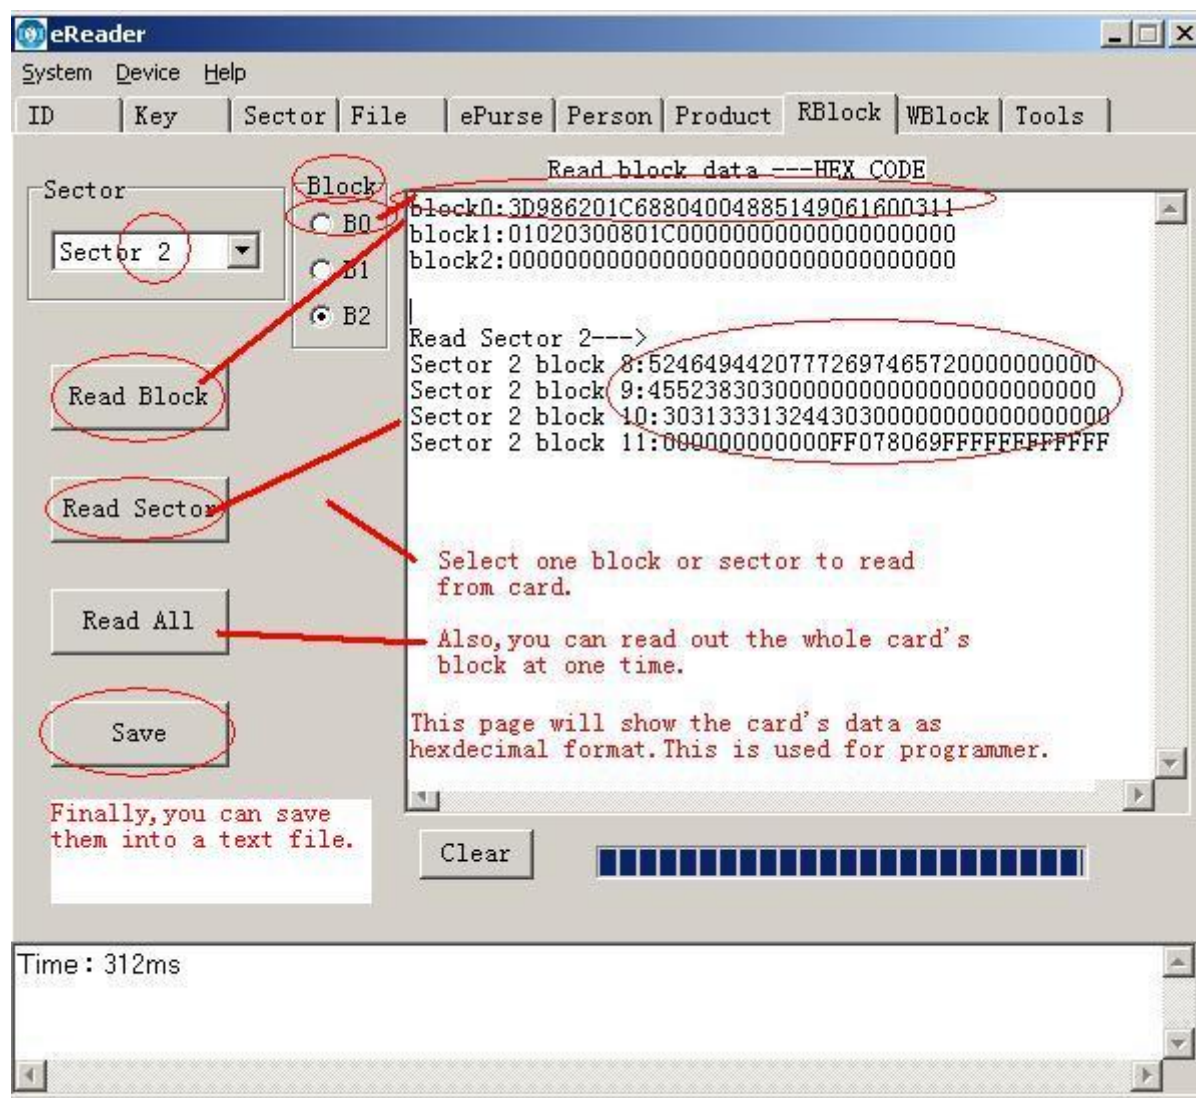 eReader
System Device Help
ID Key Sector File ePurse Person Product RBlock WBlock Tools
Read block data ---HEX CODE
Sector
Sector 2
Block
B0
B1
B2
block0:3D986201C68804004885149061600311
block1:01020300801C00000000000000000000
block2:00000000000000000000000000000000
Read Sector 2--->
Sector 2 block 8:52464944207772697465720000000000
Sector 2 block 9:45523830300000000000000000000000
Sector 2 block 10:30313331324430300000000000000000
Sector 2 block 11:000000000000FF078069FFFFFFFFFFFF
Read Block
Read Sector
Read All
Save
Select one block or sector to read
from card.
Also,you can read out the whole card's
block at one time.
This page will show the card's data as
hexdecimal format.This is used for programmer.
Finally,you can save
them into a text file.
Clear
Time : 312ms